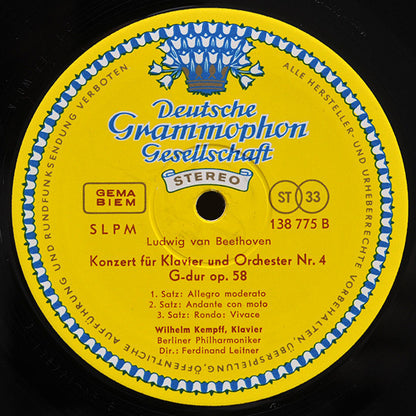 ALLE HERSTELLER- UND URHEBERRECHTE VORBEHALTEN, ÜBERSPIELUNG, ÖFFENTLICHE AUFFÜHRUNG UND RUNDFUNKSENDUNG VERBOTEN
Deutsche
Grammophon
Gesellschaft
STEREO
GEMA
BIEM
ST 33
SLPM
138 775 B
Ludwig van Beethoven
Konzert für Klavier und Orchester Nr. 4
G-dur op. 58
1. Satz: Allegro moderato
2. Satz: Andante con moto
3. Satz: Rondo: Vivace
Wilhelm Kempff, Klavier
Berliner Philharmoniker
Dir.: Ferdinand Leitner